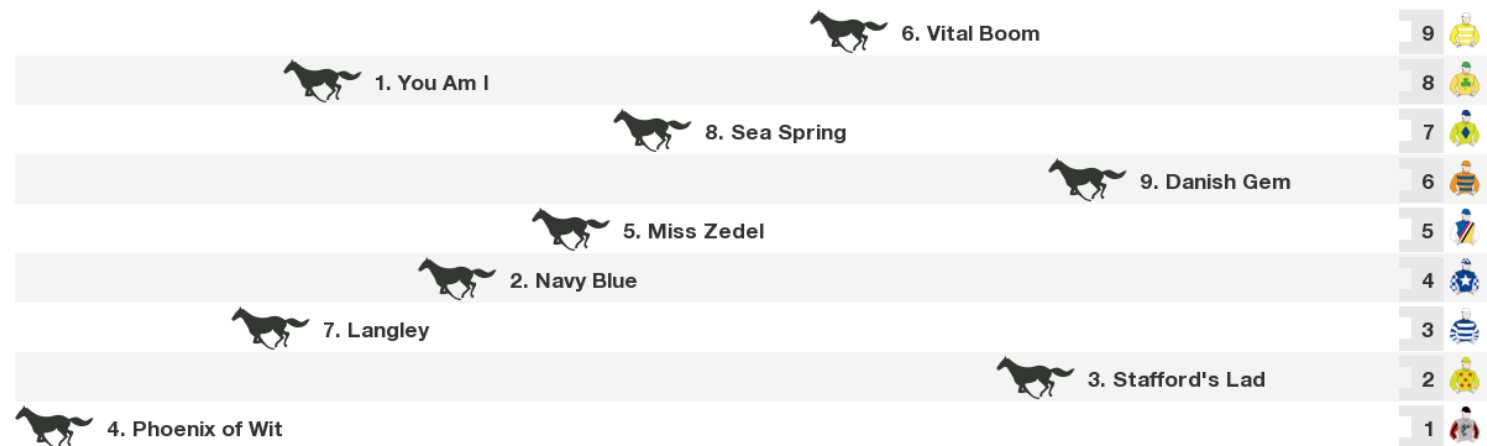 6. Vital Boom 9
1. You Am I 8
8. Sea Spring 7
9. Danish Gem 6
5. Miss Zedel 5
2. Navy Blue 4
7. Langley 3
3. Stafford's Lad 2
4. Phoenix of Wit 1